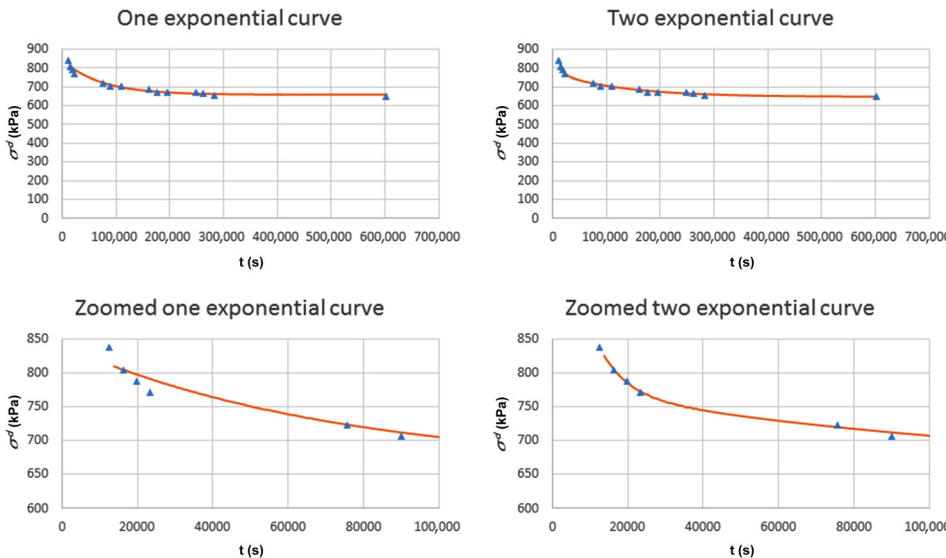 One exponential curve
900
800
700
600
500
400
300
200
100
0
σᵈ (kPa)
0 100,000 200,000 300,000 400,000 500,000 600,000 700,000
t (s)
Two exponential curve
900
800
700
600
500
400
300
200
100
0
σᵈ (kPa)
0 100,000 200,000 300,000 400,000 500,000 600,000 700,0
t (s)
Zoomed one exponential curve
850
800
750
700
650
600
σᵈ (kPa)
0 20000 40000 60000 80000 100,000
t (s)
Zoomed two exponential curve
850
800
750
700
650
600
σᵈ (kPa)
0 20000 40000 60000 80000 100,0
t (s)